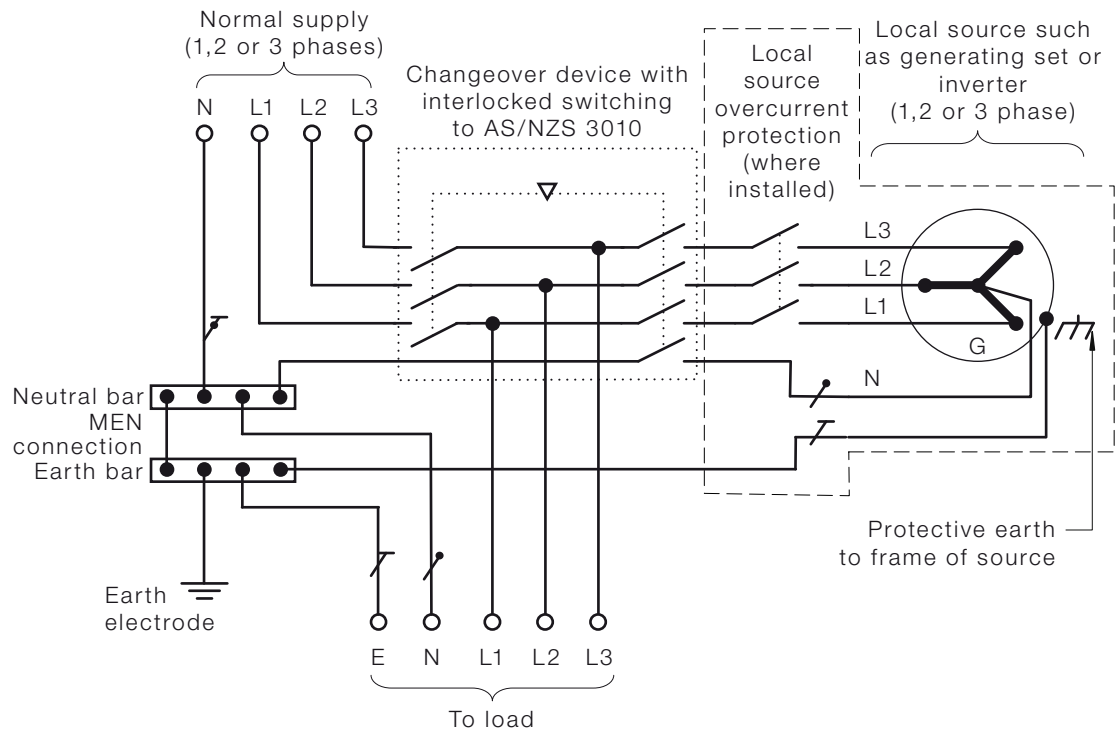 Normal supply
(1,2 or 3 phases)
N
L1
L2
L3
Changeover device with
interlocked switching
to AS/NZS 3010
Local
source
overcurrent
protection
(where
installed)
Local source such
as generating set or
inverter
(1,2 or 3 phase)
L3
L2
L1
G
N
Neutral bar
MEN
connection
Earth bar
Protective earth
to frame of source
Earth
electrode
E
N
L1
L2
L3
To load